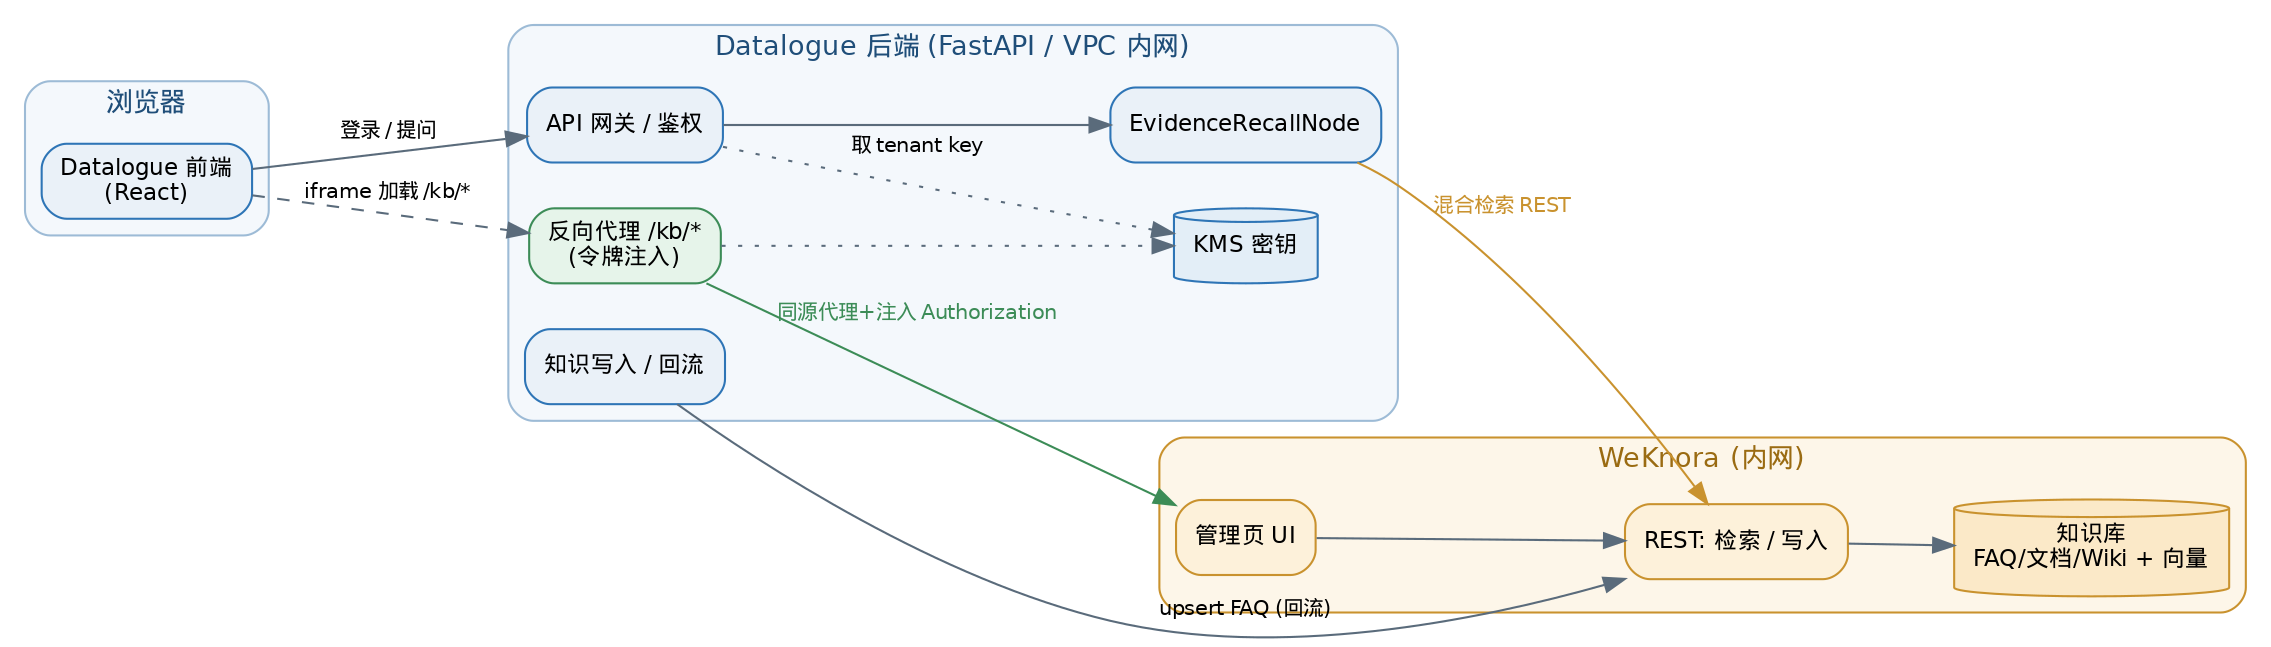 浏览器
Datalogue 前端
(React)
登录 / 提问
iframe 加载 /kb/*
Datalogue 后端 (FastAPI / VPC 内网)
API 网关 / 鉴权
取 tenant key
EvidenceRecallNode
反向代理 /kb/*
(令牌注入)
KMS 密钥
知识写入 / 回流
同源代理+注入 Authorization
混合检索 REST
WeKnora (内网)
管理页 UI
REST: 检索 / 写入
知识库
FAQ/文档/Wiki + 向量
upsert FAQ (回流)